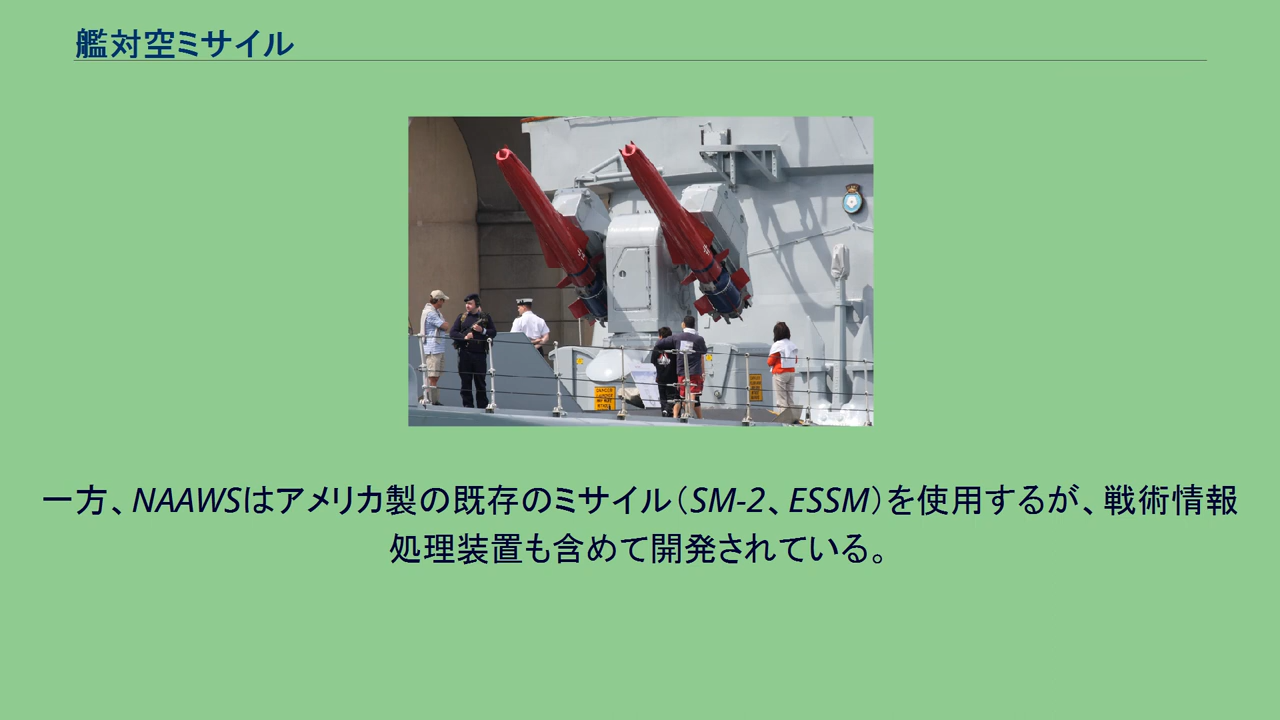 艦対空ミサイル
一方、NAAWSはアメリカ製の既存のミサイル（SM-2、ESSM）を使用するが、戦術情報
処理装置も含めて開発されている。